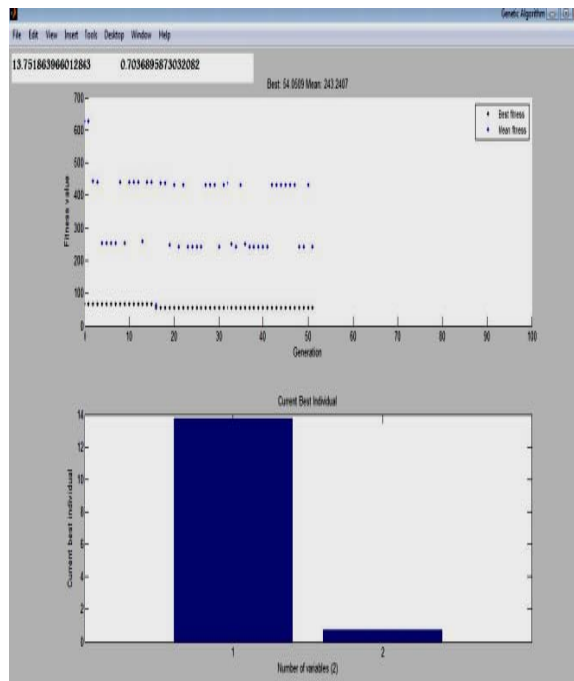 Genetic Algorithm
File Edit View Insert Tools Desktop Window Help
13.751863966012843 0.7036895873032082
Best: 54.0509 Mean: 243.2407
700
600
500
400
300
200
100
0
Fitness value
Best fitness
Mean fitness
0 10 20 30 40 50 60 70 80 90 100
Generation
Current Best Individual
14
12
10
8
6
4
2
0
Current best individual
1 2
Number of variables (2)